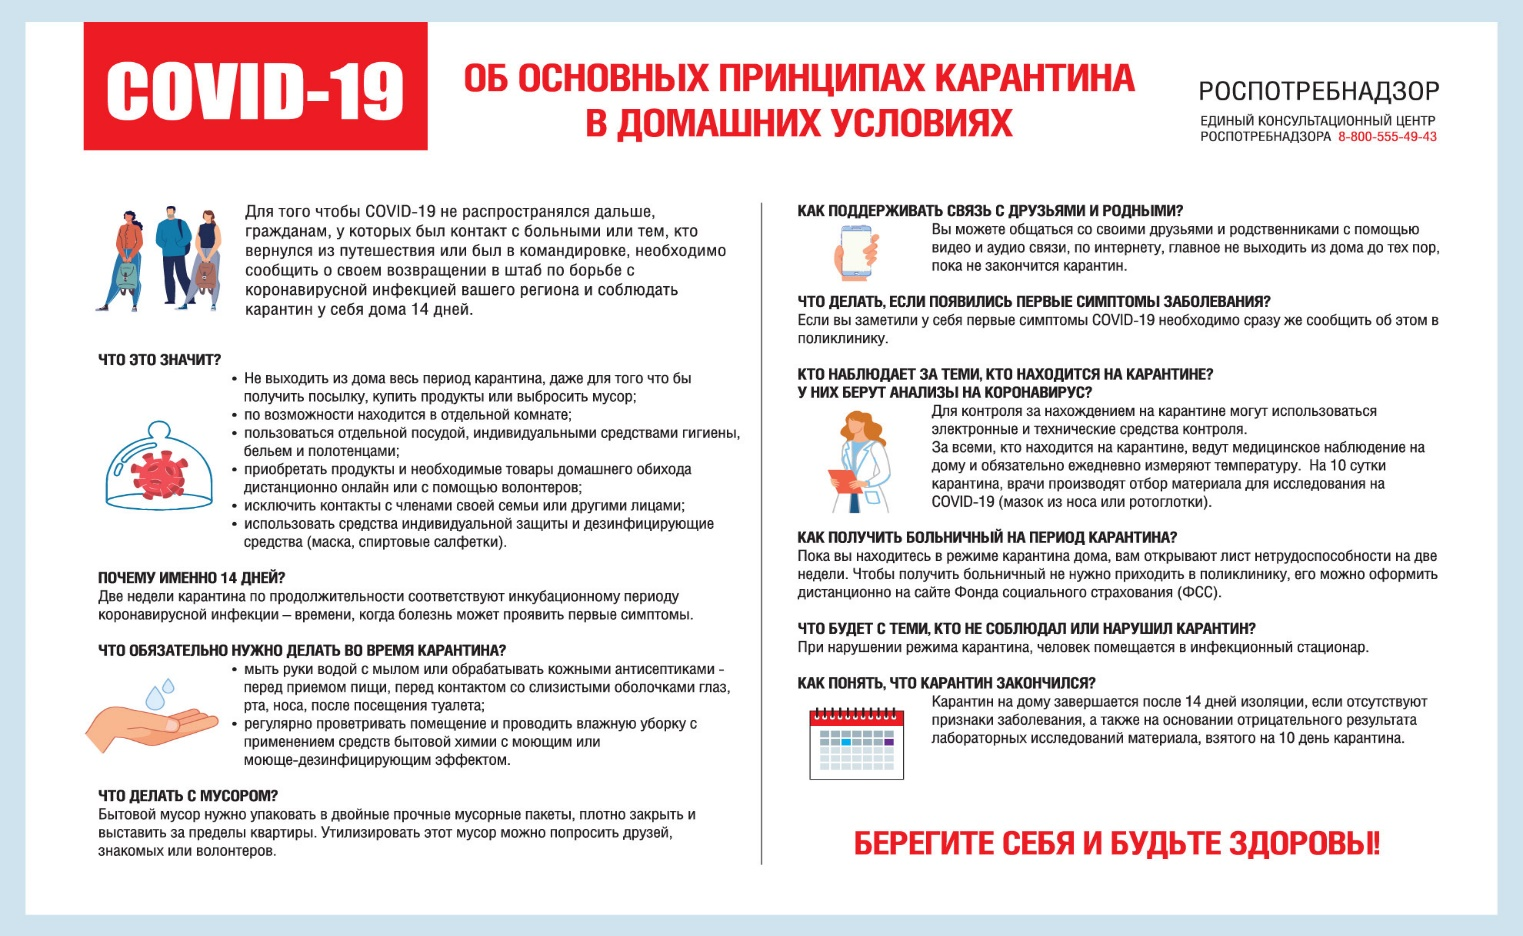 COVID-19
ОБ ОСНОВНЫХ ПРИНЦИПАХ КАРАНТИНА
В ДОМАШНИХ УСЛОВИЯХ
РОСПОТРЕБНАДЗОР
ЕДИНЫЙ КОНСУЛЬТАЦИОННЫЙ ЦЕНТР
РОСПОТРЕБНАДЗОРА 8-800-555-49-43
Для того чтобы COVID-19 не распространялся дальше,
гражданам, у которых был контакт с больными или тем, кто
вернулся из путешествия или был в командировке, необходимо
сообщить о своем возвращении в штаб по борьбе с
коронавирусной инфекцией вашего региона и соблюдать
карантин у себя дома 14 дней.
ЧТО ЭТО ЗНАЧИТ?
• Не выходить из дома весь период карантина, даже для того что бы
получить посылку, купить продукты или выбросить мусор;
• по возможности находится в отдельной комнате;
• пользоваться отдельной посудой, индивидуальными средствами гигиены,
бельем и полотенцами;
• приобретать продукты и необходимые товары домашнего обихода
дистанционно онлайн или с помощью волонтеров;
• исключить контакты с членами своей семьи или другими лицами;
• использовать средства индивидуальной защиты и дезинфицирующие
средства (маска, спиртовые салфетки).
ПОЧЕМУ ИМЕННО 14 ДНЕЙ?
Две недели карантина по продолжительности соответствуют инкубационному периоду
коронавирусной инфекции – времени, когда болезнь может проявить первые симптомы.
ЧТО ОБЯЗАТЕЛЬНО НУЖНО ДЕЛАТЬ ВО ВРЕМЯ КАРАНТИНА?
• мыть руки водой с мылом или обрабатывать кожными антисептиками -
перед приемом пищи, перед контактом со слизистыми оболочками глаз,
рта, носа, после посещения туалета;
• регулярно проветривать помещение и проводить влажную уборку с
применением средств бытовой химии с моющим или
моюще-дезинфицирующим эффектом.
ЧТО ДЕЛАТЬ С МУСОРОМ?
Бытовой мусор нужно упаковать в двойные прочные мусорные пакеты, плотно закрыть и
выставить за пределы квартиры. Утилизировать этот мусор можно попросить друзей,
знакомых или волонтеров.
КАК ПОДДЕРЖИВАТЬ СВЯЗЬ С ДРУЗЬЯМИ И РОДНЫМИ?
Вы можете общаться со своими друзьями и родственниками с помощью
видео и аудио связи, по интернету, главное не выходить из дома до тех пор,
пока не закончится карантин.
ЧТО ДЕЛАТЬ, ЕСЛИ ПОЯВИЛИСЬ ПЕРВЫЕ СИМПТОМЫ ЗАБОЛЕВАНИЯ?
Если вы заметили у себя первые симптомы COVID-19 необходимо сразу же сообщить об этом в
поликлинику.
КТО НАБЛЮДАЕТ ЗА ТЕМИ, КТО НАХОДИТСЯ НА КАРАНТИНЕ?
У НИХ БЕРУТ АНАЛИЗЫ НА КОРОНАВИРУС?
Для контроля за нахождением на карантине могут использоваться
электронные и технические средства контроля.
За всеми, кто находится на карантине, ведут медицинское наблюдение на
дому и обязательно ежедневно измеряют температуру. На 10 сутки
карантина, врачи производят отбор материала для исследования на
COVID-19 (мазок из носа или ротоглотки).
КАК ПОЛУЧИТЬ БОЛЬНИЧНЫЙ НА ПЕРИОД КАРАНТИНА?
Пока вы находитесь в режиме карантина дома, вам открывают лист нетрудоспособности на две
недели. Чтобы получить больничный не нужно приходить в поликлинику, его можно оформить
дистанционно на сайте Фонда социального страхования (ФСС).
ЧТО БУДЕТ С ТЕМИ, КТО НЕ СОБЛЮДАЛ ИЛИ НАРУШИЛ КАРАНТИН?
При нарушении режима карантина, человек помещается в инфекционный стационар.
КАК ПОНЯТЬ, ЧТО КАРАНТИН ЗАКОНЧИЛСЯ?
Карантин на дому завершается после 14 дней изоляции, если отсутствуют
признаки заболевания, а также на основании отрицательного результата
лабораторных исследований материала, взятого на 10 день карантина.
БЕРЕГИТЕ СЕБЯ И БУДЬТЕ ЗДОРОВЫ!